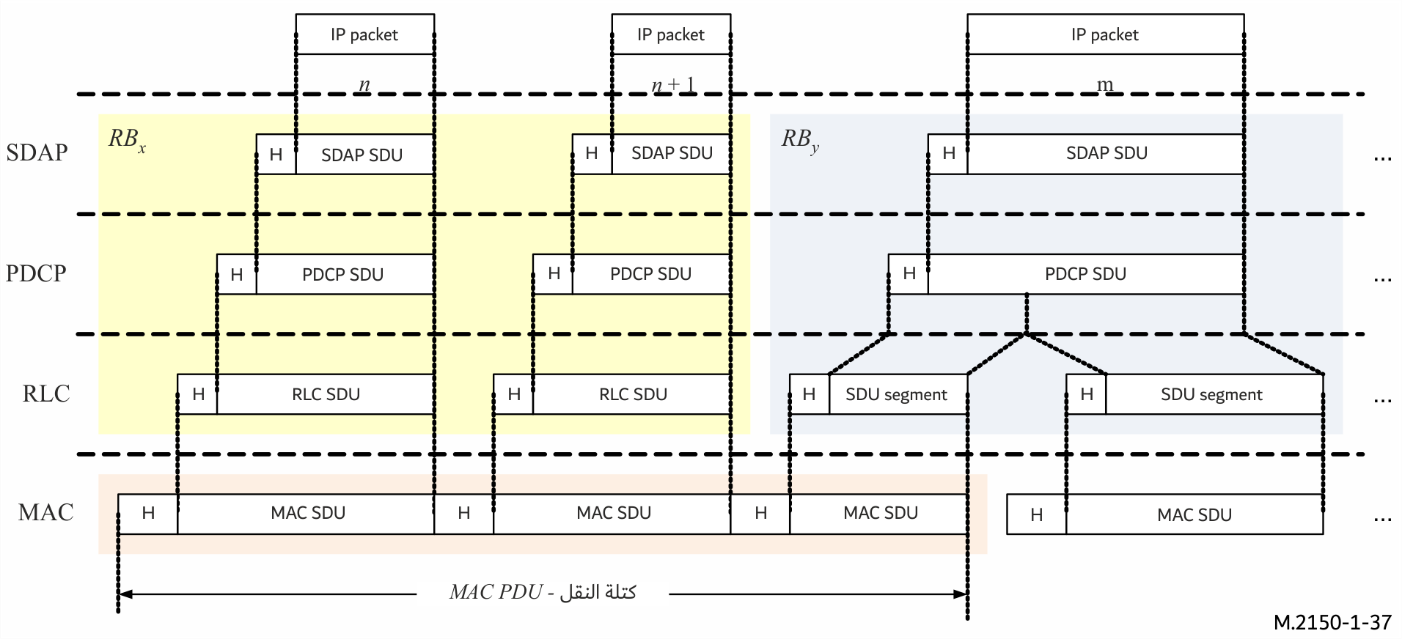 IP packet IP packet IP packet
n n + 1 m
RBx RBy
SDAP H SDAP SDU H SDAP SDU H SDAP SDU ...
PDCP H PDCP SDU H PDCP SDU H PDCP SDU ...
RLC H RLC SDU H RLC SDU H SDU segment H SDU segment ...
MAC H MAC SDU H MAC SDU H MAC SDU H MAC SDU ...
MAC PDU - كتلة النقل
M.2150-1-37